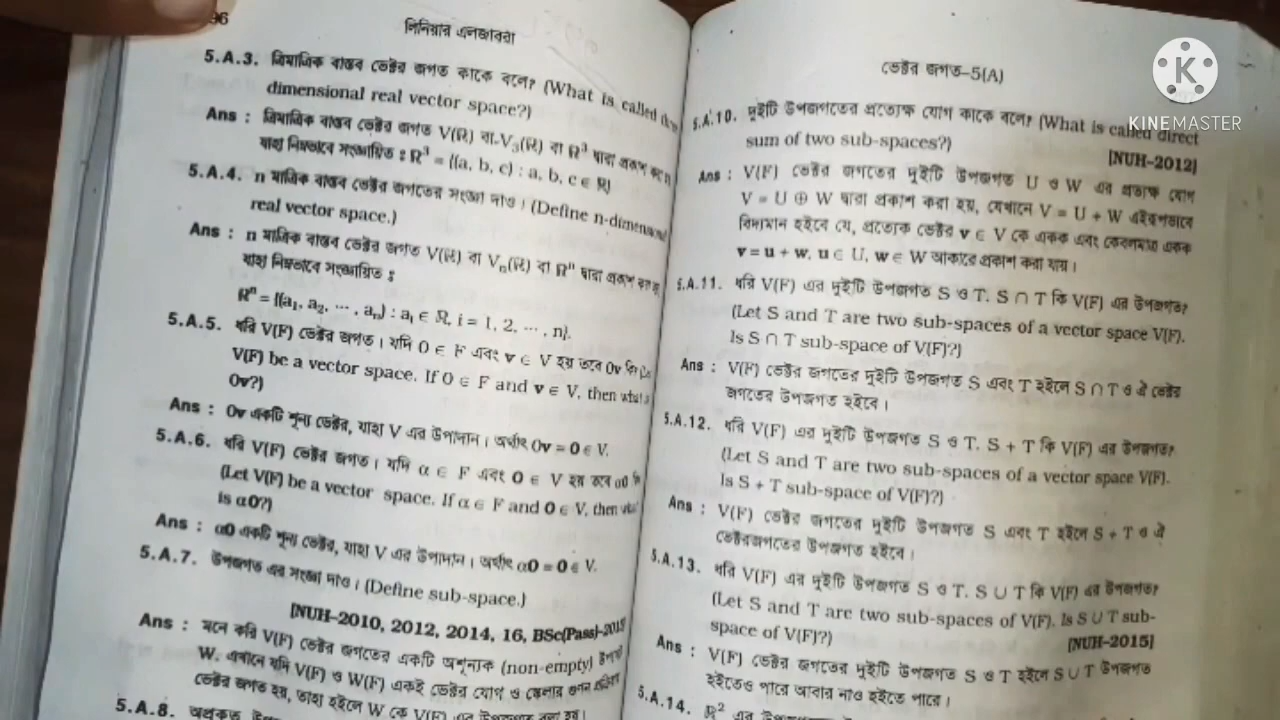 96
লিনিয়ার এলজাবরা
5.A.3. ত্রিমাত্রিক বাস্তব ভেক্টর জগত কাকে বলে? (What is called
dimensional real vector space?)
Ans : ত্রিমাত্রিক বাস্তব ভেক্টর জগত V(ℝ) বা V₃(ℝ) বা ℝ³ দ্বারা প্রকাশ
যাহা নিম্নভাবে সংজ্ঞায়িত : ℝ³ = {(a, b, c) : a, b, c ∈ ℝ}
5.A.4. n মাত্রিক বাস্তব ভেক্টর জগতের সংজ্ঞা দাও। (Define n-dimensional
real vector space.)
Ans : n মাত্রিক বাস্তব ভেক্টর জগত V(ℝ) বা Vₙ(ℝ) বা ℝⁿ দ্বারা প্রকাশ
যাহা নিম্নভাবে সংজ্ঞায়িত :
ℝⁿ = {(a₁, a₂, ···, aₙ) : aᵢ ∈ ℝ, i = 1, 2, ···, n}.
5.A.5. ধরি V(F) ভেক্টর জগত। যদি 0 ∈ F এবং v ∈ V হয় তবে 0v কি?
V(F) be a vector space. If 0 ∈ F and v ∈ V, then what
0v?)
Ans : 0v একটি শূন্য ভেক্টর, যাহা V এর উপাদান। অর্থাৎ 0v = 0 ∈ V.
5.A.6. ধরি V(F) ভেক্টর জগত। যদি α ∈ F এবং 0 ∈ V হয় তবে α0
(Let V(F) be a vector space. If α ∈ F and 0 ∈ V, then what
is α0?)
Ans : α0 একটি শূন্য ভেক্টর, যাহা V এর উপাদান। অর্থাৎ α0 = 0 ∈ V.
5.A.7. উপজগত এর সংজ্ঞা দাও। (Define sub-space.)
[NUH–2010, 2012, 2014, 16, BSc(Pass)–2015
Ans : মনে করি V(F) ভেক্টর জগতের একটি অশূন্যক (non-empty)
W. এখানে যদি V(F) ও W(F) একই ভেক্টর যোগ ও স্কেলার গুণন
ভেক্টর জগত হয়, তাহা হইলে W কে V(F) এর উপজগত বলা হয়।
5.A.8.
ভেক্টর জগত–5(A)
5.A.10. দুইটি উপজগতের প্রত্যেক্ষ যোগ কাকে বলে? (What is called direct
sum of two sub-spaces?)
[NUH–2012]
Ans : V(F) ভেক্টর জগতের দুইটি উপজগত U ও W এর প্রত্যক্ষ যোগ
V = U ⊕ W দ্বারা প্রকাশ করা হয়, যেখানে V = U + W এইরূপভাবে
বিদ্যমান হইবে যে, প্রত্যেক ভেক্টর v ∈ V কে একক এবং কেবলমাত্র একক
v = u + w, u ∈ U, w ∈ W আকারে প্রকাশ করা যায়।
5.A.11. ধরি V(F) এর দুইটি উপজগত S ও T. S ∩ T কি V(F) এর উপজগত?
(Let S and T are two sub-spaces of a vector space V(F).
Is S ∩ T sub-space of V(F)?)
Ans : V(F) ভেক্টর জগতের দুইটি উপজগত S এবং T হইলে S ∩ T ও ঐ ভেক্টর
জগতের উপজগত হইবে।
5.A.12. ধরি V(F) এর দুইটি উপজগত S ও T. S + T কি V(F) এর উপজগত?
(Let S and T are two sub-spaces of a vector space V(F).
Is S + T sub-space of V(F)?)
Ans : V(F) ভেক্টর জগতের দুইটি উপজগত S এবং T হইলে S + T ও ঐ
ভেক্টরজগতের উপজগত হইবে।
5.A.13. ধরি V(F) এর দুইটি উপজগত S ও T. S ∪ T কি V(F) এর উপজগত?
(Let S and T are two sub-spaces of V(F). Is S ∪ T sub-
space of V(F)?)
[NUH–2015]
Ans : V(F) ভেক্টর জগতের দুইটি উপজগত S ও T হইলে S ∪ T উপজগত
হইতেও পারে আবার নাও হইতে পারে।
5.A.14. ℝ² এর
K
KINEMASTER